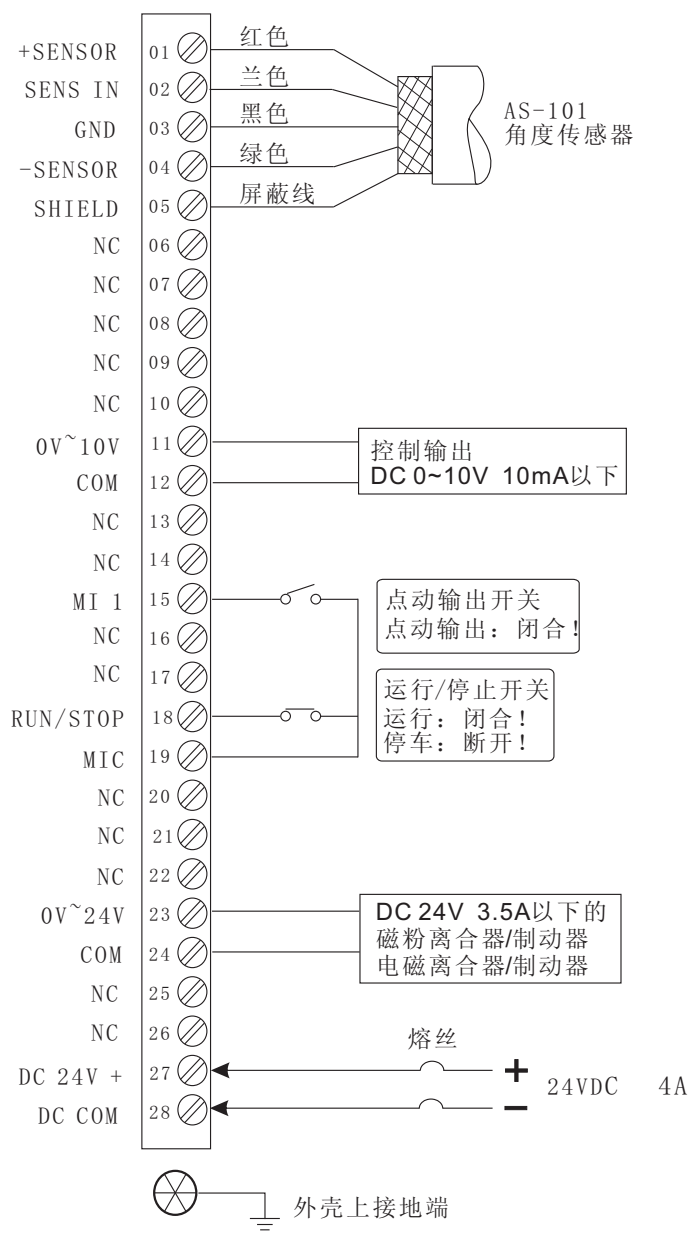 +SENSOR 01 红色
SENS IN 02 兰色
GND 03 黑色
-SENSOR 04 绿色
SHIELD 05 屏蔽线
AS-101
角度传感器
NC 06
NC 07
NC 08
NC 09
NC 10
0V~10V 11
COM 12
控制输出
DC 0~10V 10mA以下
NC 13
NC 14
MI 1 15
点动输出开关
点动输出：闭合！
NC 16
NC 17
RUN/STOP 18
MIC 19
运行/停止开关
运行：闭合！
停车：断开！
NC 20
NC 21
NC 22
0V~24V 23
COM 24
DC 24V 3.5A以下的
磁粉离合器/制动器
电磁离合器/制动器
NC 25
NC 26
熔丝
DC 24V + 27 +
DC COM 28 -
24VDC 4A
外壳上接地端